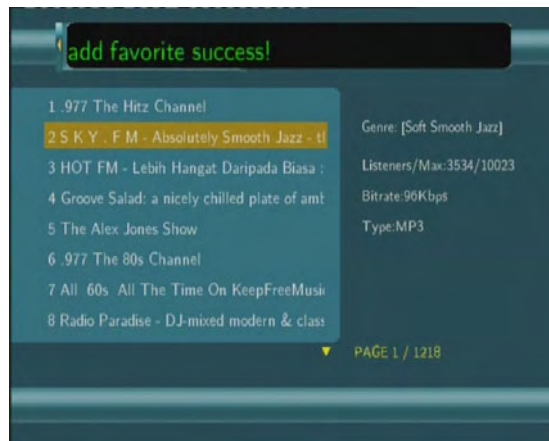 add favorite success!
1 .977 The Hitz Channel
2 S K Y . F M - Absolutely Smooth Jazz - tl
3 HOT FM - Lebih Hangat Daripada Biasa :
4 Groove Salad: a nicely chilled plate of amb
5 The Alex Jones Show
6 .977 The 80s Channel
7 All 60s All The Time On KeepFreeMusi
8 Radio Paradise - DJ-mixed modern & class
Genre: [Soft Smooth Jazz]
Listeners/Max:3534/10023
Bitrate:96Kbps
Type:MP3
PAGE 1 / 1218